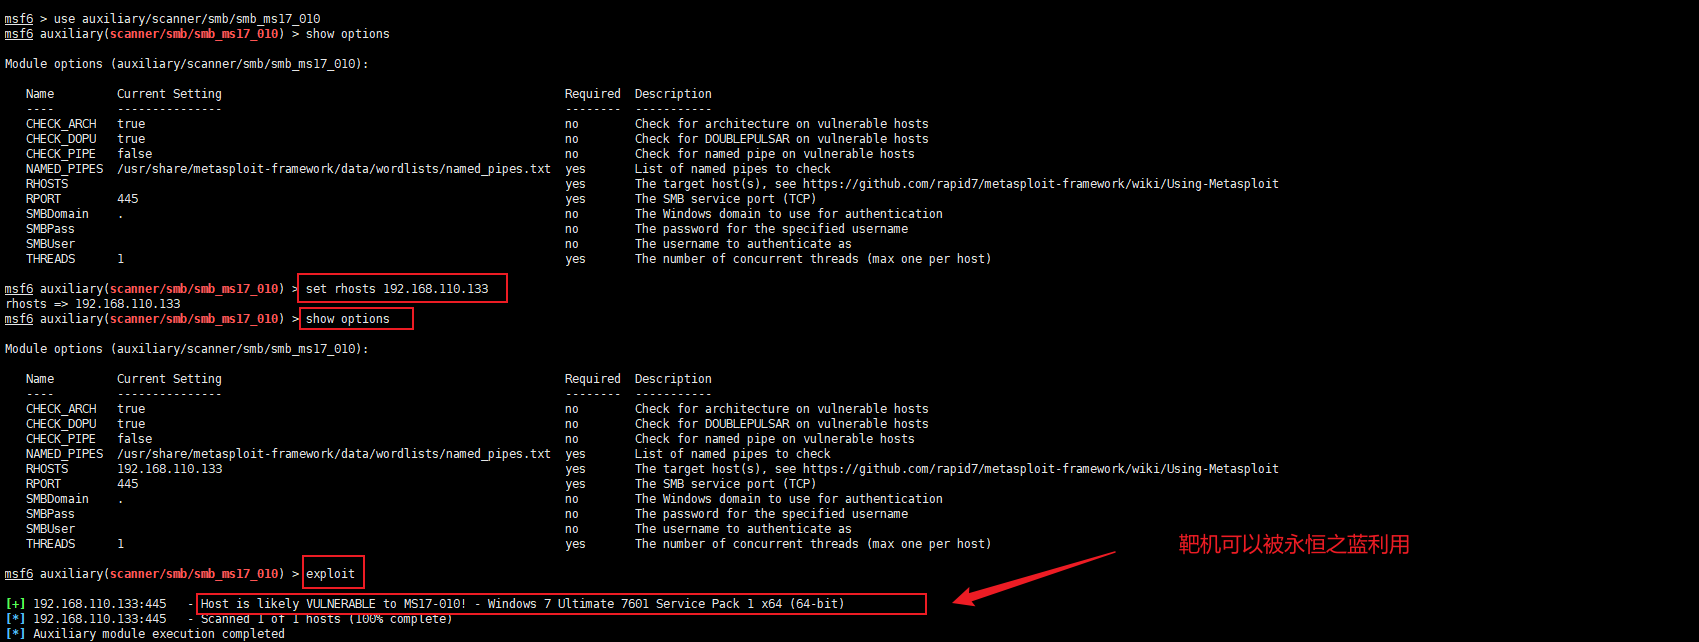 msf6 > use auxiliary/scanner/smb/smb_ms17_010
msf6 auxiliary(scanner/smb/smb_ms17_010) > show options
Module options (auxiliary/scanner/smb/smb_ms17_010):
Name Current Setting Required Description
---- --------------- -------- -----------
CHECK_ARCH true no Check for architecture on vulnerable hosts
CHECK_DOPU true no Check for DOUBLEPULSAR on vulnerable hosts
CHECK_PIPE false no Check for named pipe on vulnerable hosts
NAMED_PIPES /usr/share/metasploit-framework/data/wordlists/named_pipes.txt yes List of named pipes to check
RHOSTS yes The target host(s), see https://github.com/rapid7/metasploit-framework/wiki/Using-Metasploit
RPORT 445 yes The SMB service port (TCP)
SMBDomain . no The Windows domain to use for authentication
SMBPass no The password for the specified username
SMBUser no The username to authenticate as
THREADS 1 yes The number of concurrent threads (max one per host)
msf6 auxiliary(scanner/smb/smb_ms17_010) > set rhosts 192.168.110.133
rhosts => 192.168.110.133
msf6 auxiliary(scanner/smb/smb_ms17_010) > show options
Module options (auxiliary/scanner/smb/smb_ms17_010):
Name Current Setting Required Description
---- --------------- -------- -----------
CHECK_ARCH true no Check for architecture on vulnerable hosts
CHECK_DOPU true no Check for DOUBLEPULSAR on vulnerable hosts
CHECK_PIPE false no Check for named pipe on vulnerable hosts
NAMED_PIPES /usr/share/metasploit-framework/data/wordlists/named_pipes.txt yes List of named pipes to check
RHOSTS 192.168.110.133 yes The target host(s), see https://github.com/rapid7/metasploit-framework/wiki/Using-Metasploit
RPORT 445 yes The SMB service port (TCP)
SMBDomain . no The Windows domain to use for authentication
SMBPass no The password for the specified username
SMBUser no The username to authenticate as
THREADS 1 yes The number of concurrent threads (max one per host)
靶机可以被永恒之蓝利用
msf6 auxiliary(scanner/smb/smb_ms17_010) > exploit
[+] 192.168.110.133:445 - Host is likely VULNERABLE to MS17-010! - Windows 7 Ultimate 7601 Service Pack 1 x64 (64-bit)
[*] 192.168.110.133:445 - Scanned 1 of 1 hosts (100% complete)
[*] Auxiliary module execution completed